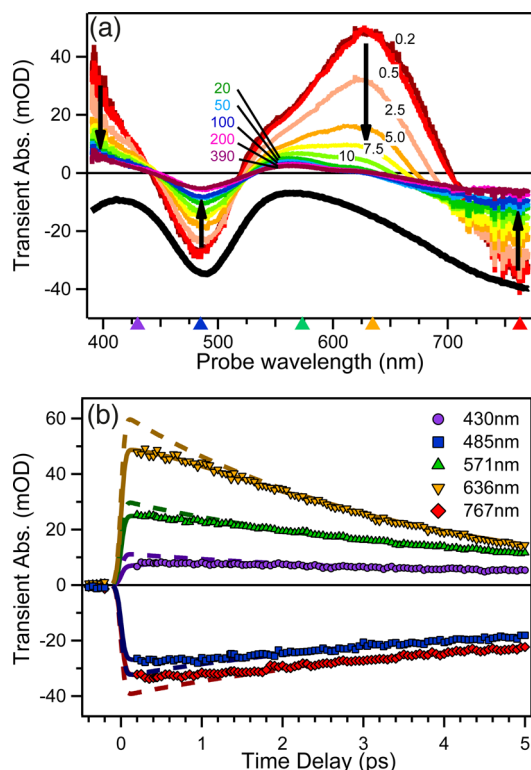 (a)
Transient Abs. (mOD)
40
20
0
-20
-40
0.2
0.5
2.5
5.0
7.5
10
20
50
100
200
390
400
500
600
700
Probe wavelength (nm)
(b)
Transient Abs. (mOD)
60
40
20
0
-20
-40
430nm
485nm
571nm
636nm
767nm
0
1
2
3
4
5
Time Delay (ps)